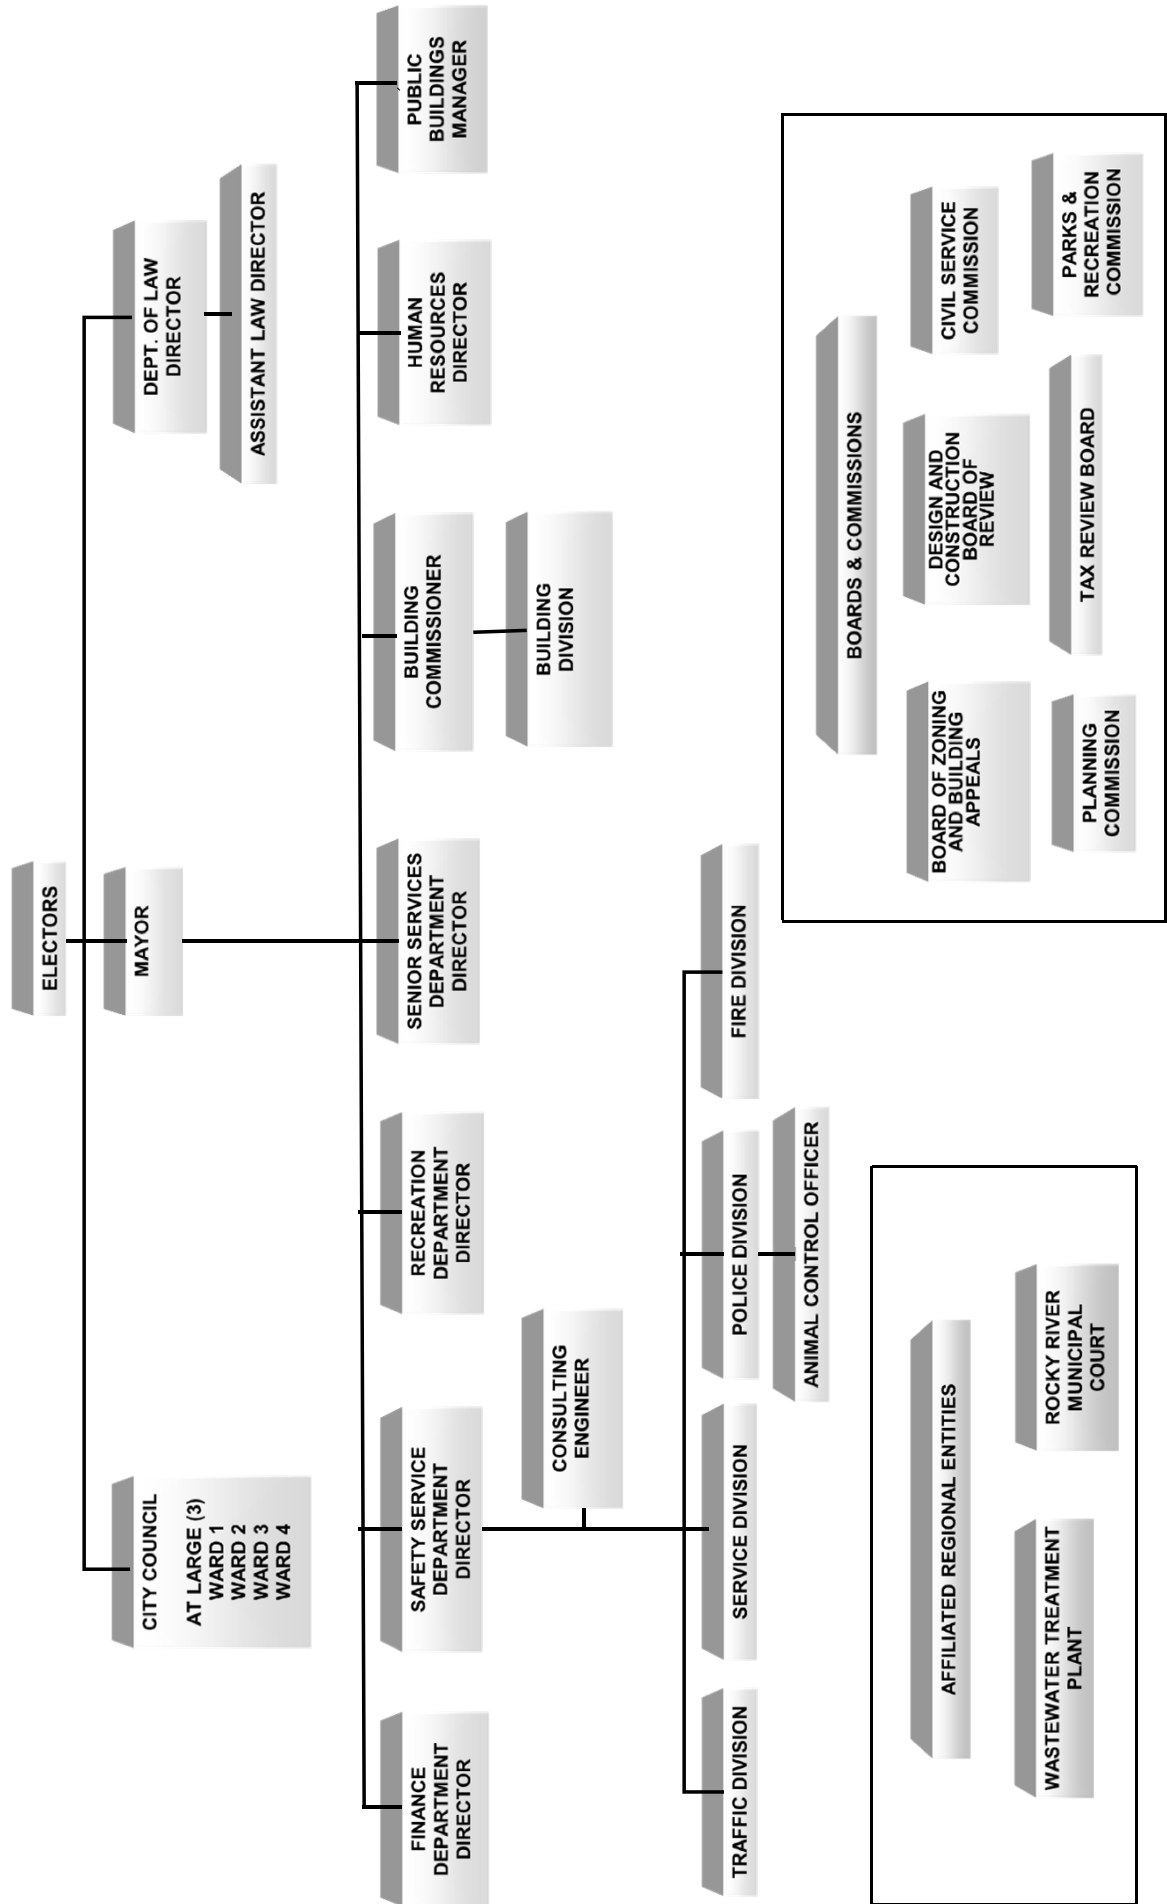 ELECTORS
CITY COUNCIL
AT LARGE (3)
WARD 1
WARD 2
WARD 3
WARD 4
MAYOR
DEPT. OF LAW
DIRECTOR
ASSISTANT LAW DIRECTOR
FINANCE
DEPARTMENT
DIRECTOR
SAFETY SERVICE
DEPARTMENT
DIRECTOR
RECREATION
DEPARTMENT
DIRECTOR
SENIOR SERVICES
DEPARTMENT
DIRECTOR
BUILDING
COMMISSIONER
HUMAN
RESOURCES
DIRECTOR
PUBLIC
BUILDINGS
MANAGER
BUILDING
DIVISION
CONSULTING
ENGINEER
TRAFFIC DIVISION
SERVICE DIVISION
POLICE DIVISION
FIRE DIVISION
ANIMAL CONTROL OFFICER
AFFILIATED REGIONAL ENTITIES
WASTEWATER TREATMENT
PLANT
ROCKY RIVER
MUNICIPAL
COURT
BOARDS & COMMISSIONS
BOARD OF ZONING
AND BUILDING
APPEALS
DESIGN AND
CONSTRUCTION
BOARD OF
REVIEW
CIVIL SERVICE
COMMISSION
PLANNING
COMMISSION
TAX REVIEW BOARD
PARKS &
RECREATION
COMMISSION